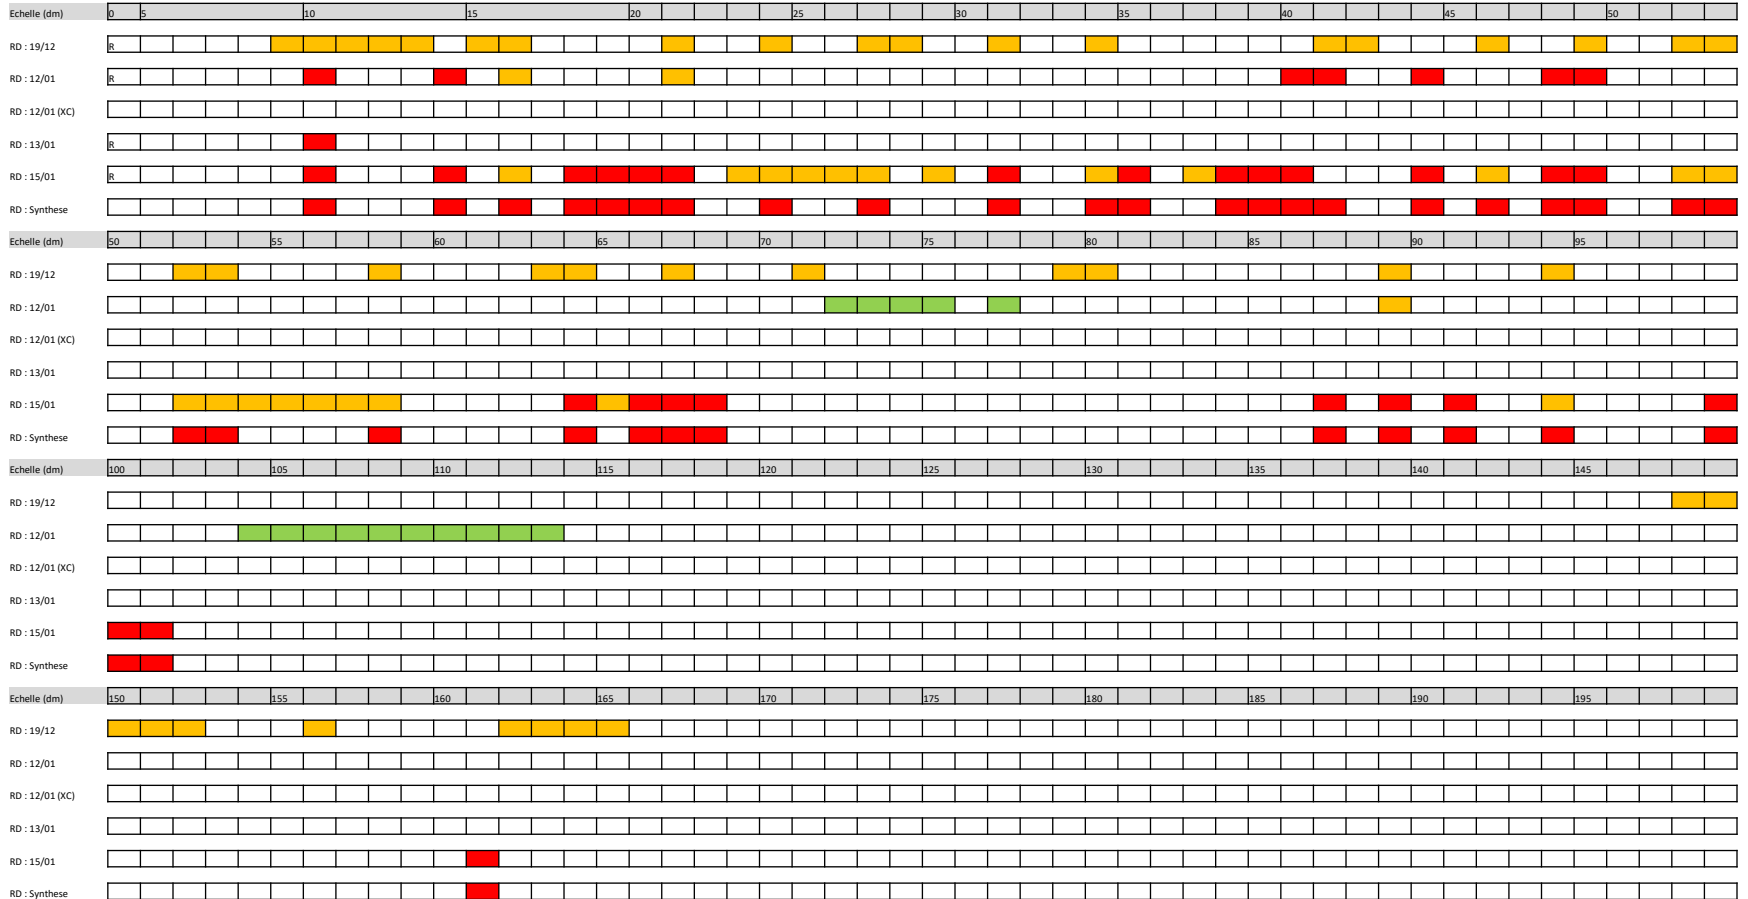 Echelle (dm) 0 5 10 15 20 25 30 35 40 45 50
RD : 19/12 R
RD : 12/01 R
RD : 12/01 (XC)
RD : 13/01 R
RD : 15/01 R
RD : Synthese
Echelle (dm) 50 55 60 65 70 75 80 85 90 95
RD : 19/12
RD : 12/01
RD : 12/01 (XC)
RD : 13/01
RD : 15/01
RD : Synthese
Echelle (dm) 100 105 110 115 120 125 130 135 140 145
RD : 19/12
RD : 12/01
RD : 12/01 (XC)
RD : 13/01
RD : 15/01
RD : Synthese
Echelle (dm) 150 155 160 165 170 175 180 185 190 195
RD : 19/12
RD : 12/01
RD : 12/01 (XC)
RD : 13/01
RD : 15/01
RD : Synthese